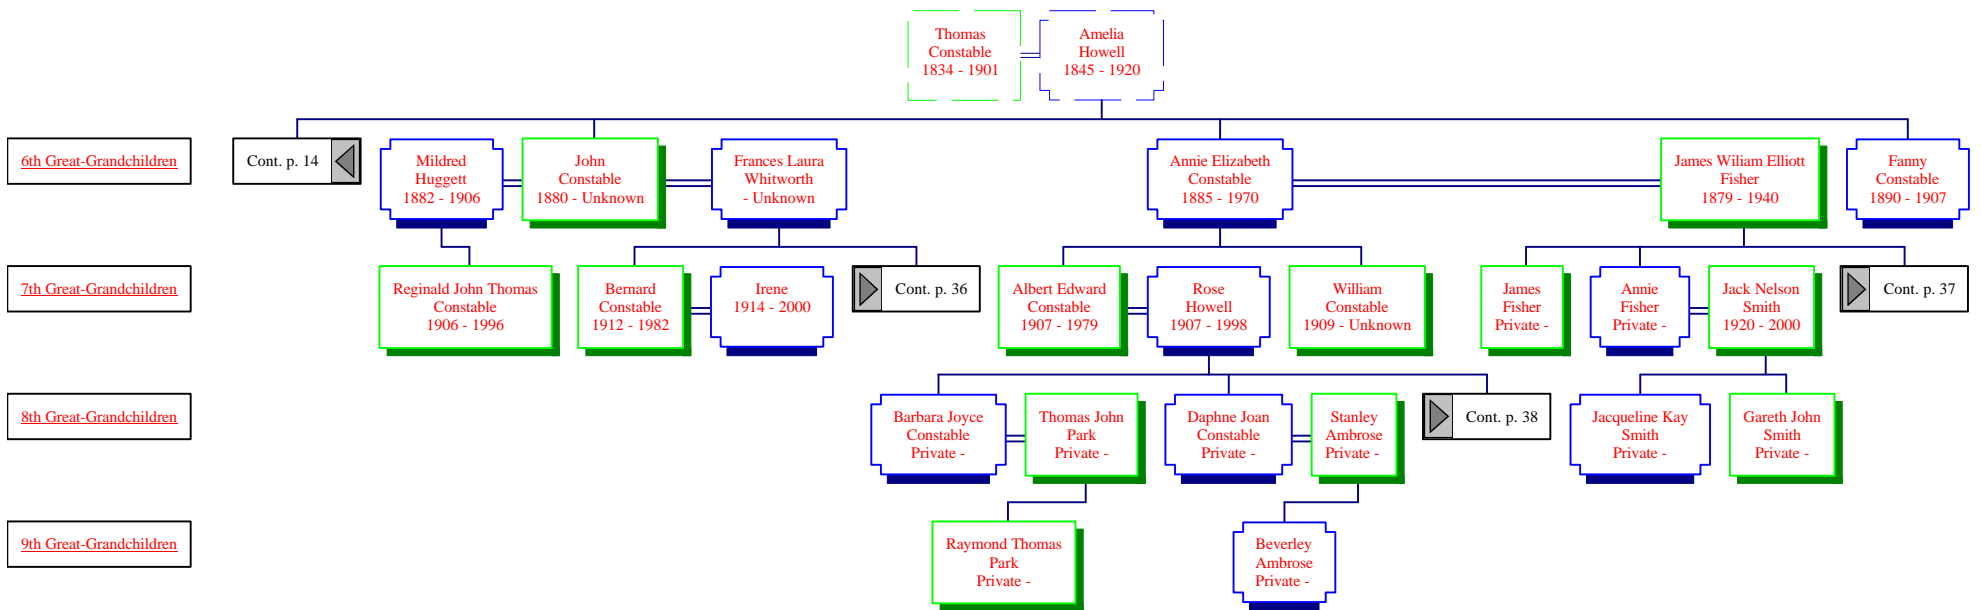 Thomas
Constable
1834 - 1901
Amelia
Howell
1845 - 1920
6th Great-Grandchildren
Cont. p. 14
Mildred
Huggett
1882 - 1906
John
Constable
1880 - Unknown
Frances Laura
Whitworth
- Unknown
Annie Elizabeth
Constable
1885 - 1970
James Wiliam Elliott
Fisher
1879 - 1940
Fanny
Constable
1890 - 1907
7th Great-Grandchildren
Reginald John Thomas
Constable
1906 - 1996
Bernard
Constable
1912 - 1982
Irene
1914 - 2000
Cont. p. 36
Albert Edward
Constable
1907 - 1979
Rose
Howell
1907 - 1998
William
Constable
1909 - Unknown
James
Fisher
Private -
Annie
Fisher
Private -
Jack Nelson
Smith
1920 - 2000
Cont. p. 37
8th Great-Grandchildren
Barbara Joyce
Constable
Private -
Thomas John
Park
Private -
Daphne Joan
Constable
Private -
Stanley
Ambrose
Private -
Cont. p. 38
Jacqueline Kay
Smith
Private -
Gareth John
Smith
Private -
9th Great-Grandchildren
Raymond Thomas
Park
Private -
Beverley
Ambrose
Private -